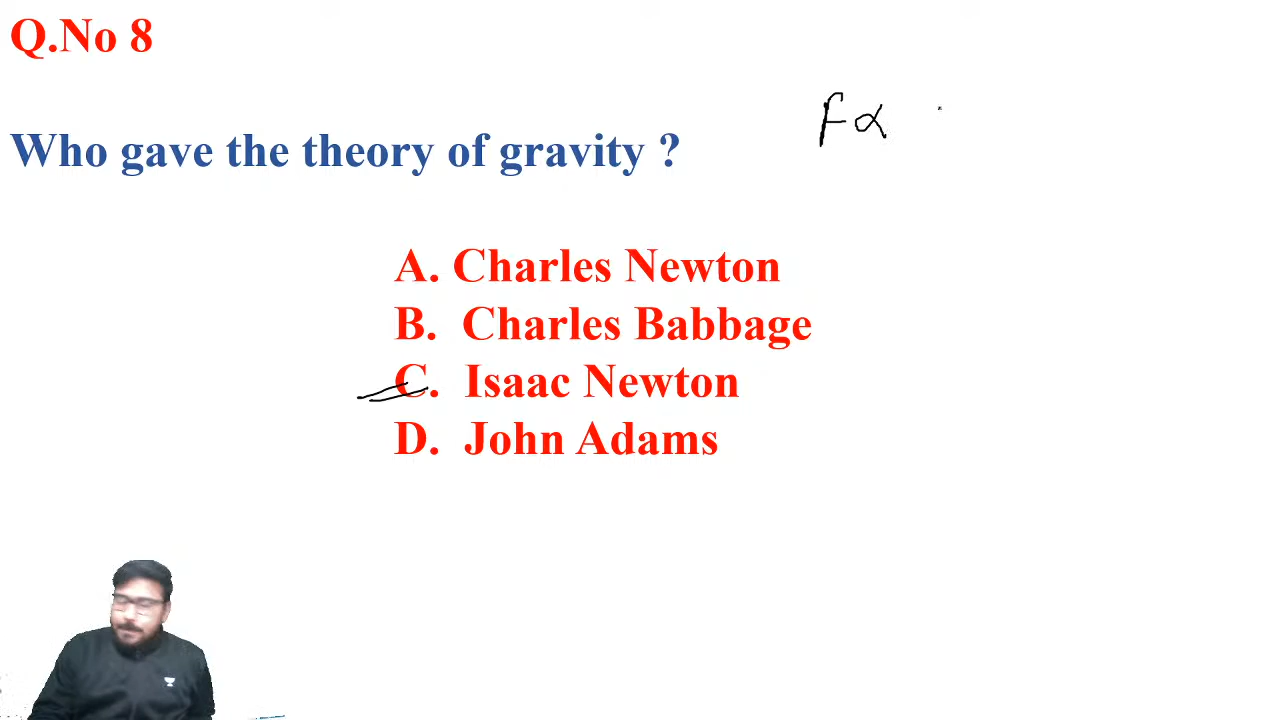 Q.No 8
F α
Who gave the theory of gravity ?
A. Charles Newton
B. Charles Babbage
C. Isaac Newton
D. John Adams